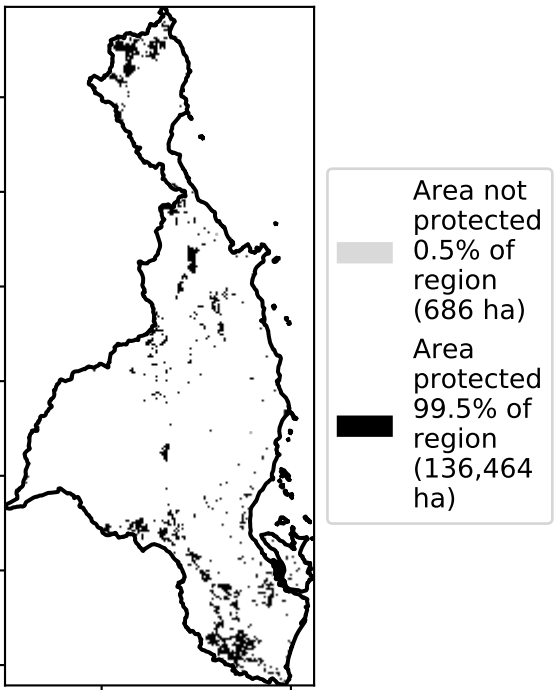 Area not
protected
0.5% of
region
(686 ha)
Area
protected
99.5% of
region
(136,464
ha)